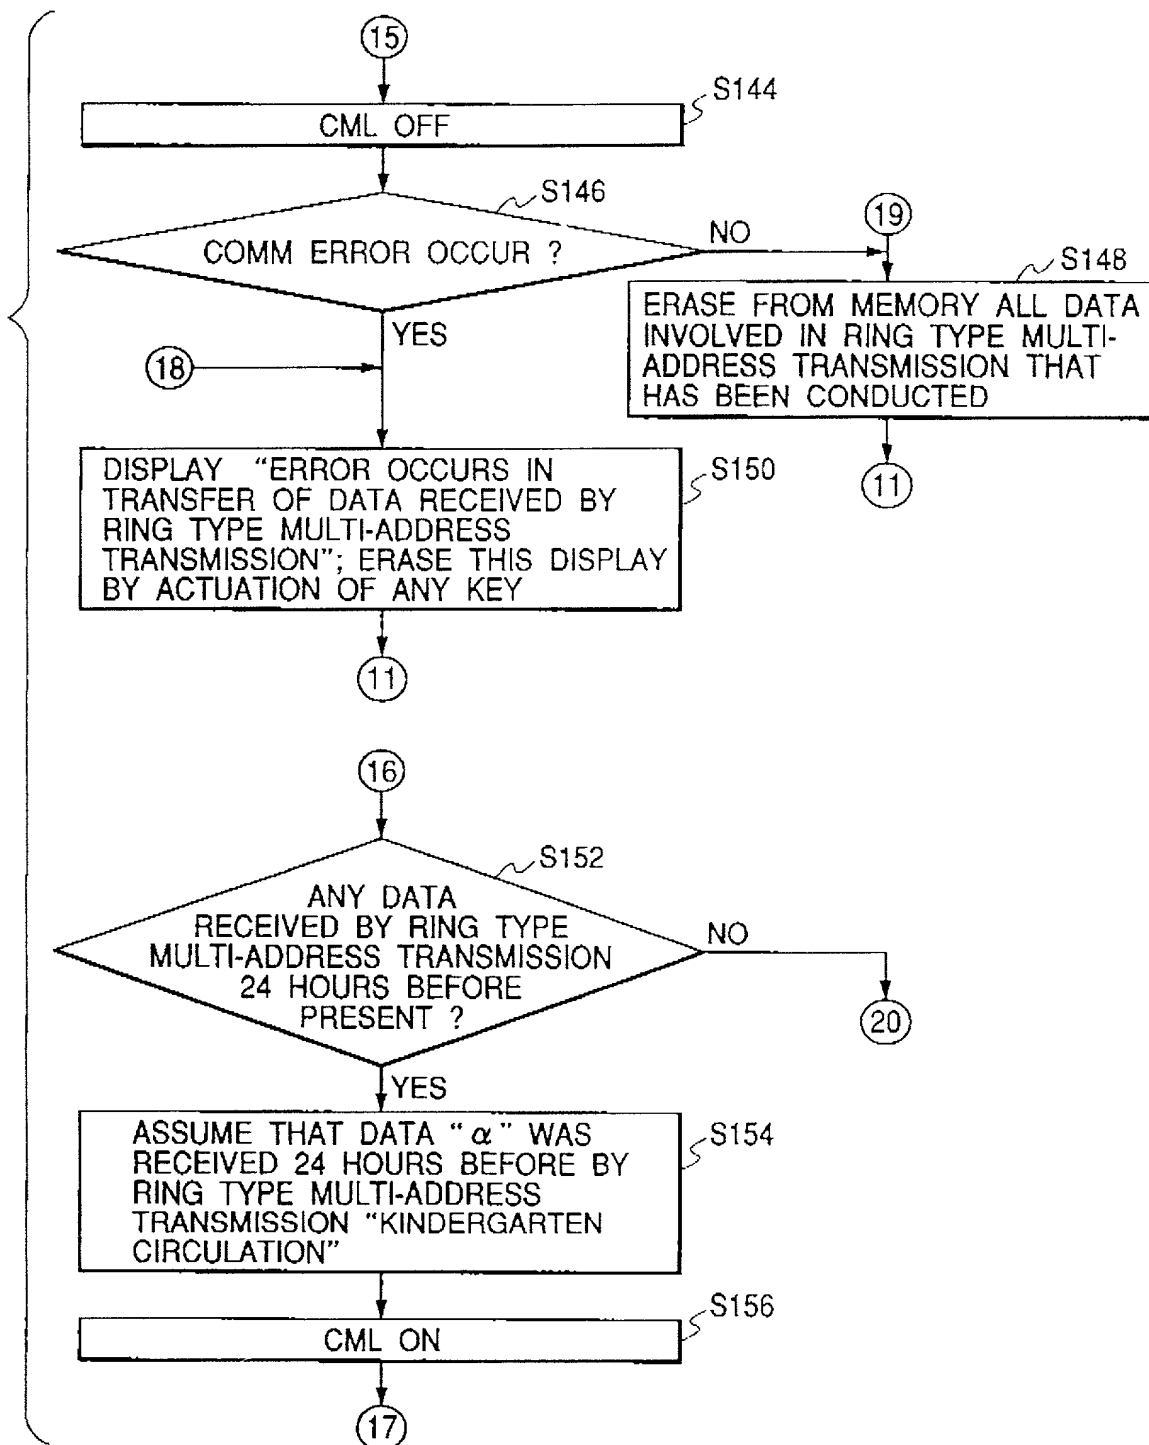 15
S144
CML OFF
S146
COMM ERROR OCCUR ?
NO
19
S148
ERASE FROM MEMORY ALL DATA
INVOLVED IN RING TYPE MULTI-
ADDRESS TRANSMISSION THAT
HAS BEEN CONDUCTED
11
YES
18
S150
DISPLAY “ERROR OCCURS IN
TRANSFER OF DATA RECEIVED BY
RING TYPE MULTI-ADDRESS
TRANSMISSION”; ERASE THIS DISPLAY
BY ACTUATION OF ANY KEY
11
16
S152
ANY DATA
RECEIVED BY RING TYPE
MULTI-ADDRESS TRANSMISSION
24 HOURS BEFORE
PRESENT ?
NO
20
YES
S154
ASSUME THAT DATA “α” WAS
RECEIVED 24 HOURS BEFORE BY
RING TYPE MULTI-ADDRESS
TRANSMISSION “KINDERGARTEN
CIRCULATION”
S156
CML ON
17